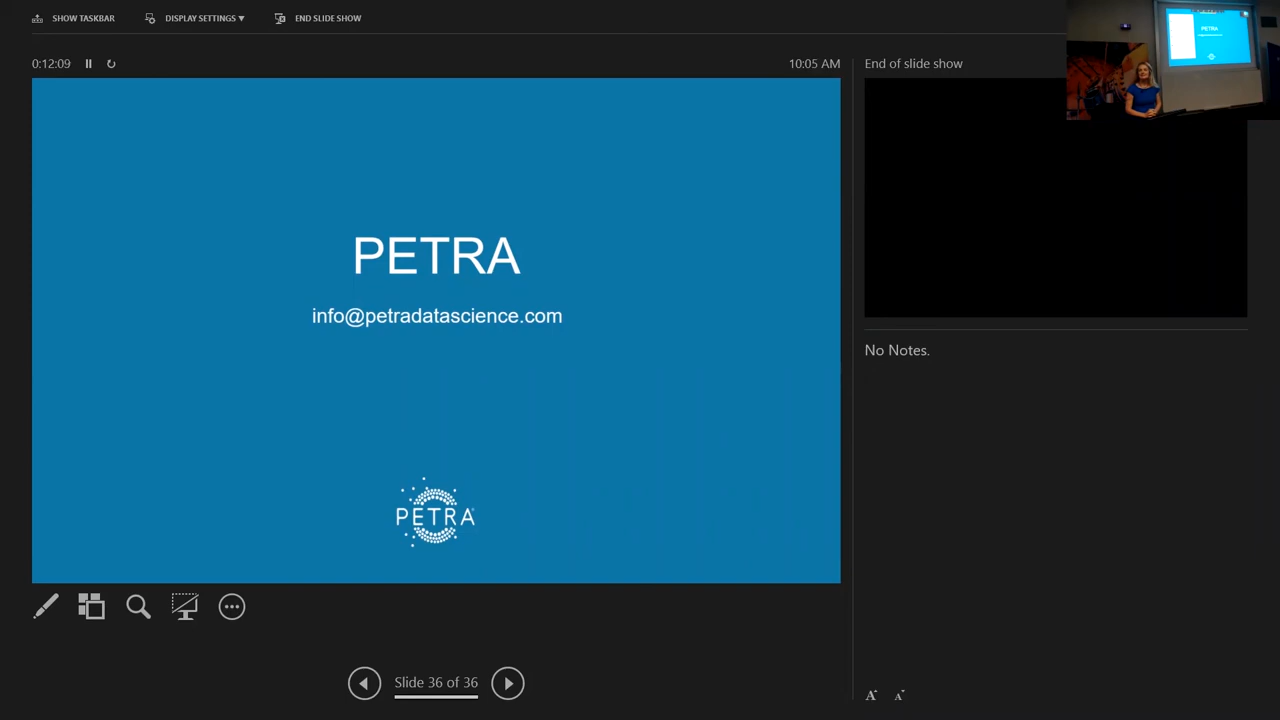 SHOW TASKBAR
DISPLAY SETTINGS ▼
END SLIDE SHOW
0:12:09
10:05 AM
End of slide show
PETRA
info@petradatascience.com
PETRA
No Notes.
Slide 36 of 36
A
A
PETRA